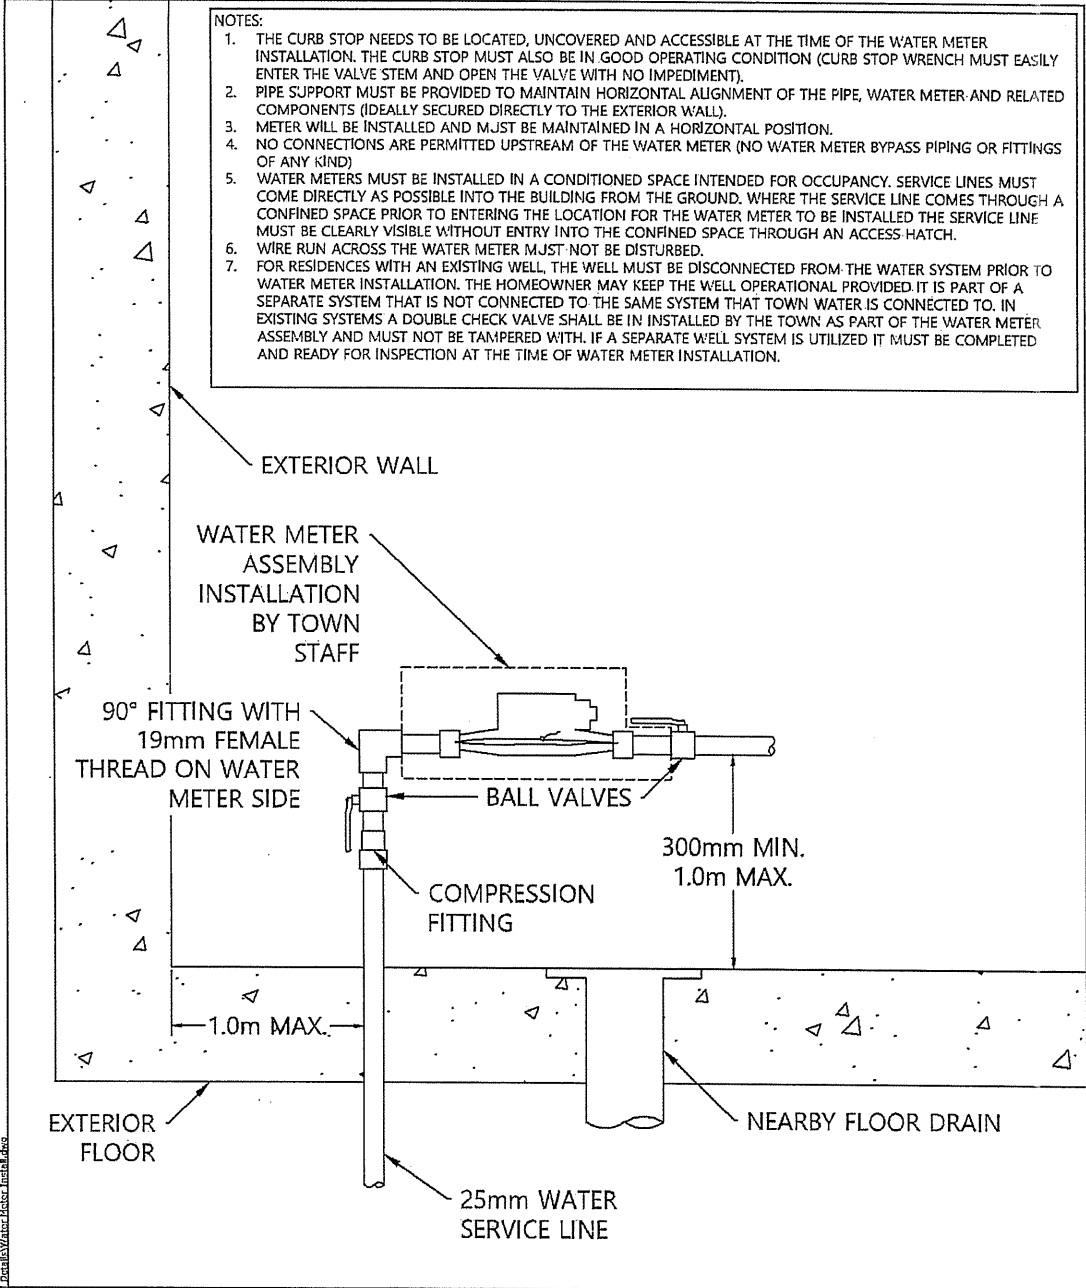 NOTES:
1. THE CURB STOP NEEDS TO BE LOCATED, UNCOVERED AND ACCESSIBLE AT THE TIME OF THE WATER METER
INSTALLATION. THE CURB STOP MUST ALSO BE IN GOOD OPERATING CONDITION (CURB STOP WRENCH MUST EASILY
ENTER THE VALVE STEM AND OPEN THE VALVE WITH NO IMPEDIMENT).
2. PIPE SUPPORT MUST BE PROVIDED TO MAINTAIN HORIZONTAL ALIGNMENT OF THE PIPE, WATER METER AND RELATED
COMPONENTS (IDEALLY SECURED DIRECTLY TO THE EXTERIOR WALL).
3. METER WILL BE INSTALLED AND MUST BE MAINTAINED IN A HORIZONTAL POSITION.
4. NO CONNECTIONS ARE PERMITTED UPSTREAM OF THE WATER METER (NO WATER METER BYPASS PIPING OR FITTINGS
OF ANY KIND)
5. WATER METERS MUST BE INSTALLED IN A CONDITIONED SPACE INTENDED FOR OCCUPANCY. SERVICE LINES MUST
COME DIRECTLY AS POSSIBLE INTO THE BUILDING FROM THE GROUND. WHERE THE SERVICE LINE COMES THROUGH A
CONFINED SPACE PRIOR TO ENTERING THE LOCATION FOR THE WATER METER TO BE INSTALLED THE SERVICE LINE
MUST BE CLEARLY VISIBLE WITHOUT ENTRY INTO THE CONFINED SPACE THROUGH AN ACCESS HATCH.
6. WIRE RUN ACROSS THE WATER METER MUST NOT BE DISTURBED.
7. FOR RESIDENCES WITH AN EXISTING WELL, THE WELL MUST BE DISCONNECTED FROM THE WATER SYSTEM PRIOR TO
WATER METER INSTALLATION. THE HOMEOWNER MAY KEEP THE WELL OPERATIONAL PROVIDED IT IS PART OF A
SEPARATE SYSTEM THAT IS NOT CONNECTED TO THE SAME SYSTEM THAT TOWN WATER IS CONNECTED TO. IN
EXISTING SYSTEMS A DOUBLE CHECK VALVE SHALL BE IN INSTALLED BY THE TOWN AS PART OF THE WATER METER
ASSEMBLY AND MUST NOT BE TAMPERED WITH. IF A SEPARATE WELL SYSTEM IS UTILIZED IT MUST BE COMPLETED
AND READY FOR INSPECTION AT THE TIME OF WATER METER INSTALLATION.
EXTERIOR WALL
WATER METER
ASSEMBLY
INSTALLATION
BY TOWN
STAFF
90° FITTING WITH
19mm FEMALE
THREAD ON WATER
METER SIDE
BALL VALVES
300mm MIN.
1.0m MAX.
COMPRESSION
FITTING
1.0m MAX.
EXTERIOR
FLOOR
NEARBY FLOOR DRAIN
25mm WATER
SERVICE LINE
Details\Water Meter Install.dwg